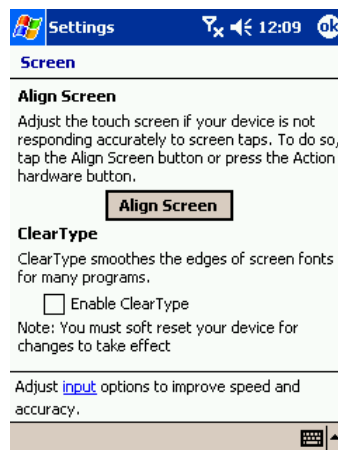 Settings 12:09 ok
Screen
Align Screen
Adjust the touch screen if your device is not
responding accurately to screen taps. To do so,
tap the Align Screen button or press the Action
hardware button.
Align Screen
ClearType
ClearType smoothes the edges of screen fonts
for many programs.
Enable ClearType
Note: You must soft reset your device for
changes to take effect
Adjust input options to improve speed and
accuracy.